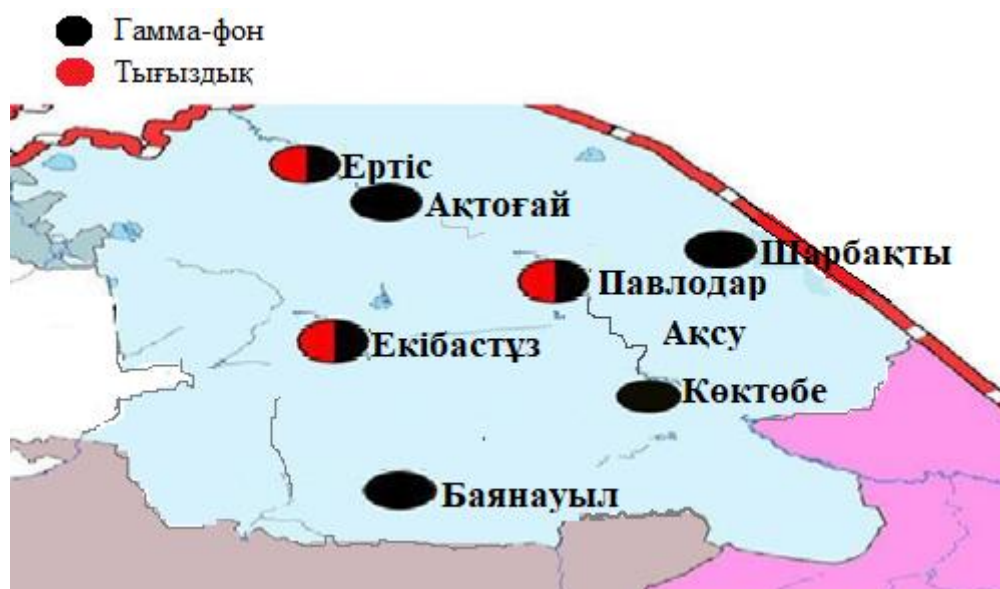 Гамма-фон
Тығыздық
Ертіс
Ақтоғай
Шарбақты
Павлодар
Ақсу
Екібастұз
Көктөбе
Баянауыл